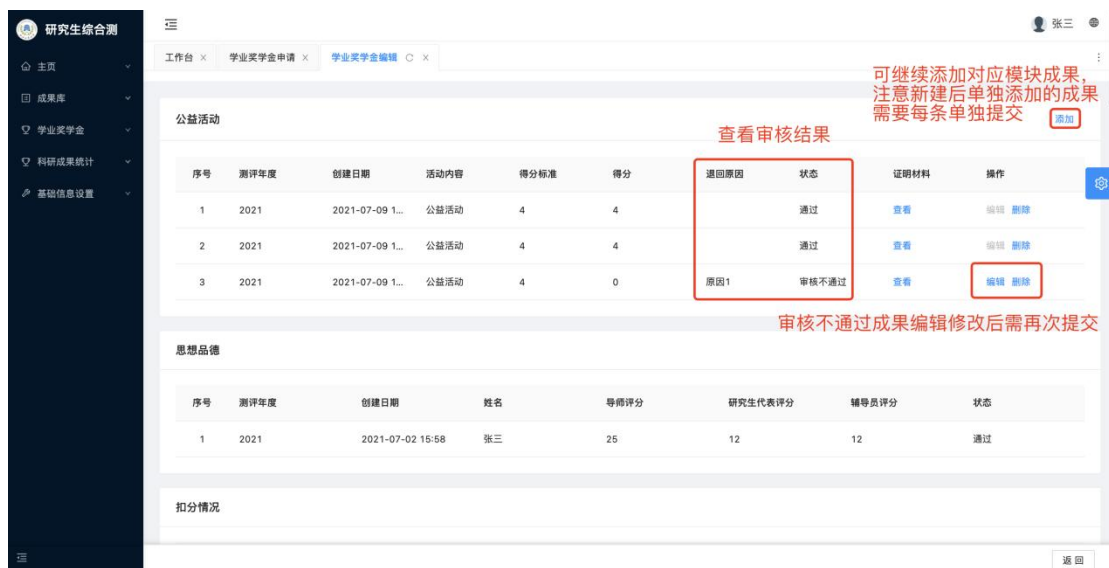 研究生综合测
张三
主页
成果库
学业奖学金
科研成果统计
基础信息设置
工作台
学业奖学金申请
学业奖学金编辑
可继续添加对应模块成果，
注意新建后单独添加的成果
需要每条单独提交
公益活动
添加
查看审核结果
序号 测评年度 创建日期 活动内容 得分标准 得分 退回原因 状态 证明材料 操作
1 2021 2021-07-09 1... 公益活动 4 4 通过 查看 编辑 删除
2 2021 2021-07-09 1... 公益活动 4 4 通过 查看 编辑 删除
3 2021 2021-07-09 1... 公益活动 4 0 原因1 审核不通过 查看 编辑 删除
审核不通过成果编辑修改后需再次提交
思想品德
序号 测评年度 创建日期 姓名 导师评分 研究生代表评分 辅导员评分 状态
1 2021 2021-07-02 15:58 张三 25 12 12 通过
扣分情况
返回